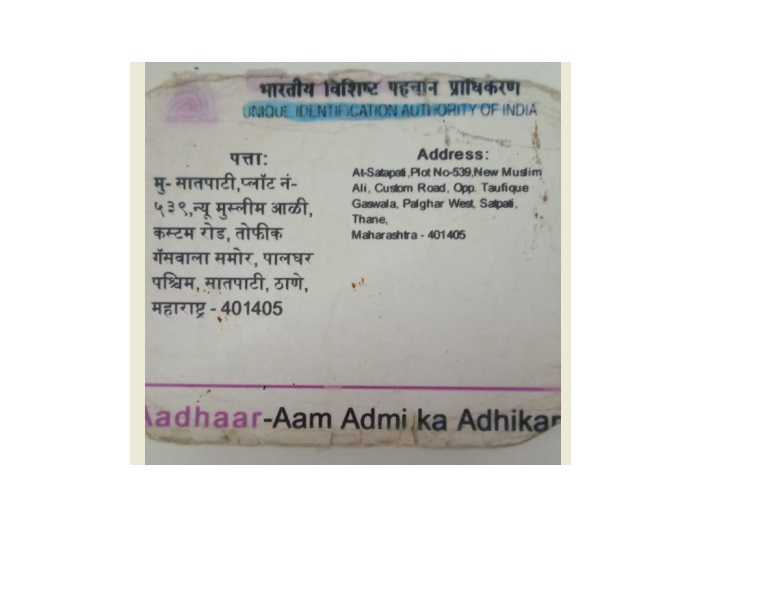 भारतीय विशिष्ट पहचान प्राधिकरण
UNIQUE IDENTIFICATION AUTHORITY OF INDIA
पत्ता:
मु- सातपाटी,प्लॉट नं-
५३९,न्यू मुस्लीम आळी,
कस्टम रोड, तोफीक
गॅसवाला समोर, पालघर
पश्चिम, सातपाटी, ठाणे,
महाराष्ट्र - 401405
Address:
At-Satapati,Plot No-539,New Muslim
Ali, Custom Road, Opp. Taufique
Gaswala, Palghar West, Satpati,
Thane,
Maharashtra - 401405
Aadhaar-Aam Admi ka Adhikar